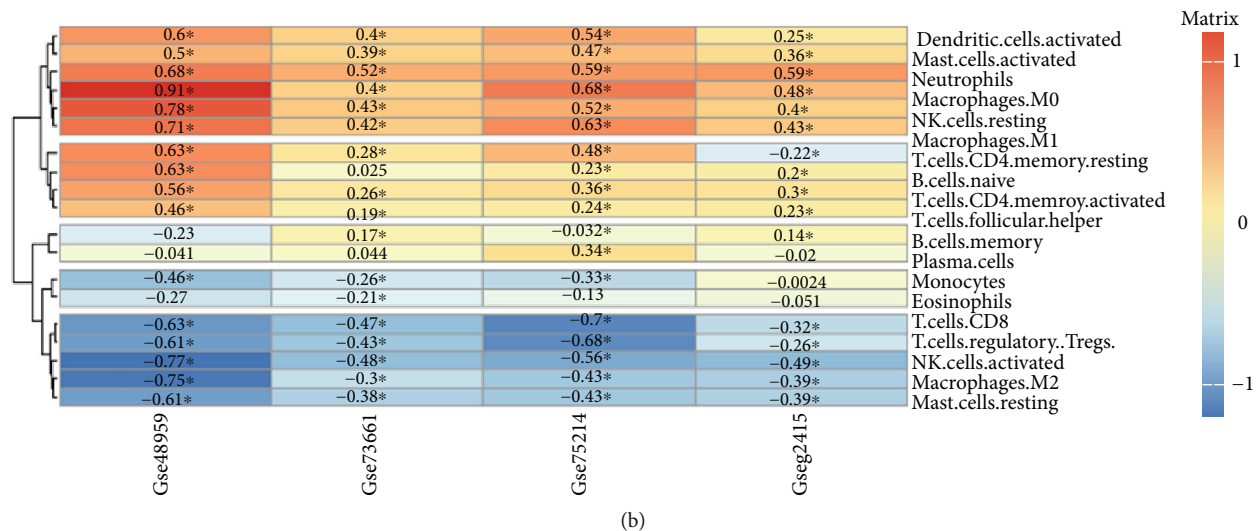 Matrix
0.6* 0.4* 0.54* 0.25* Dendritic.cells.activated
0.5* 0.39* 0.47* 0.36* Mast.cells.activated
0.68* 0.52* 0.59* 0.59* Neutrophils
0.91* 0.4* 0.68* 0.48* Macrophages.M0
0.78* 0.43* 0.52* 0.4* NK.cells.resting
0.71* 0.42* 0.63* 0.43* Macrophages.M1
0.63* 0.28* 0.48* −0.22* T.cells.CD4.memory.resting
0.63* 0.025 0.23* 0.2* B.cells.naive
0.56* 0.26* 0.36* 0.3* T.cells.CD4.memroy.activated
0.46* 0.19* 0.24* 0.23* T.cells.follicular.helper
−0.23 0.17* −0.032* 0.14* B.cells.memory
−0.041 0.044 0.34* −0.02 Plasma.cells
−0.46* −0.26* −0.33* −0.0024 Monocytes
−0.27 −0.21* −0.13 −0.051 Eosinophils
−0.63* −0.47* −0.7* −0.32* T.cells.CD8
−0.61* −0.43* −0.68* −0.26* T.cells.regulatory..Tregs.
−0.77* −0.48* −0.56* −0.49* NK.cells.activated
−0.75* −0.3* −0.43* −0.39* Macrophages.M2
−0.61* −0.38* −0.43* −0.39* Mast.cells.resting
1
0
−1
Gse48959
Gse73661
Gse75214
Gseg2415
(b)